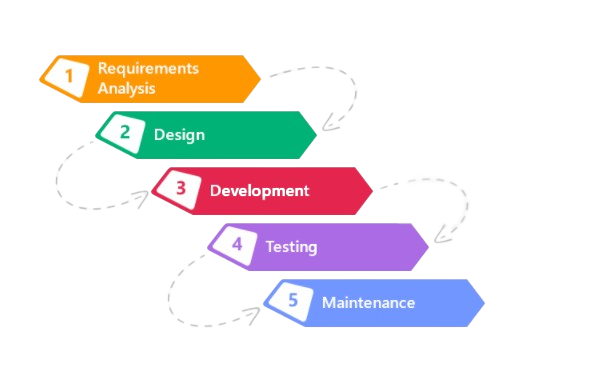 1
Requirements
Analysis
2
Design
3
Development
4
Testing
5
Maintenance